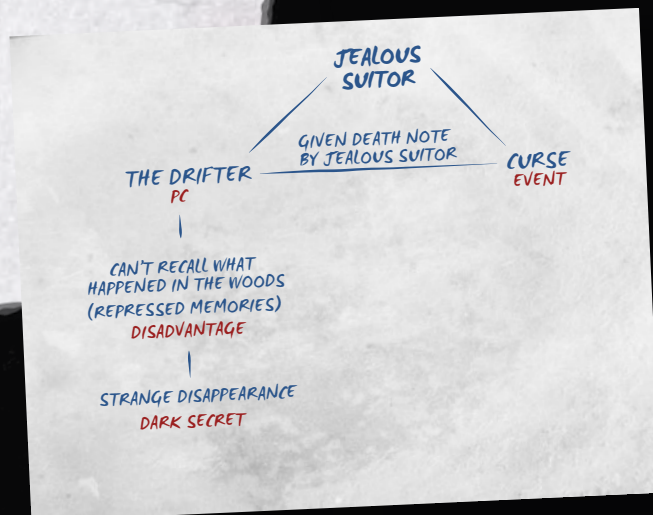 JEALOUS
SUITOR
GIVEN DEATH NOTE
BY JEALOUS SUITOR
THE DRIFTER
PC
CURSE
EVENT
CAN'T RECALL WHAT
HAPPENED IN THE WOODS
(REPRESSED MEMORIES)
DISADVANTAGE
STRANGE DISAPPEARANCE
DARK SECRET